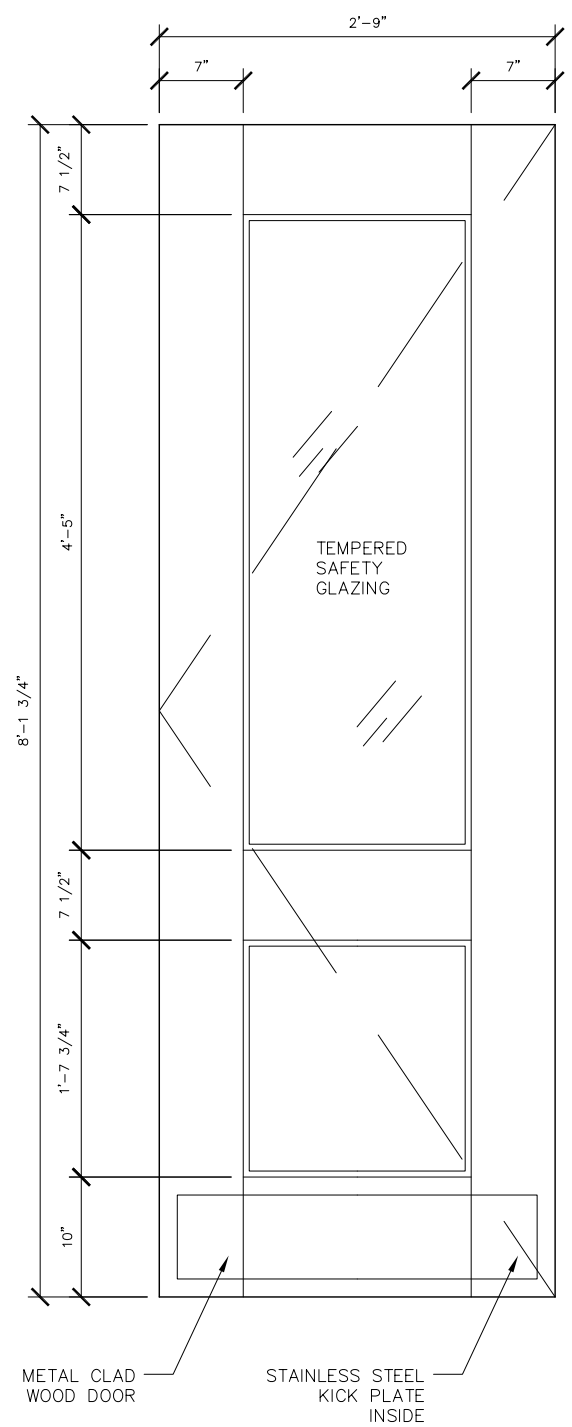 2'-9"
7"
7"
7 1/2"
4'-5"
TEMPERED
SAFETY
GLAZING
8'-1 3/4"
7 1/2"
1'-7 3/4"
10"
METAL CLAD
WOOD DOOR
STAINLESS STEEL
KICK PLATE
INSIDE